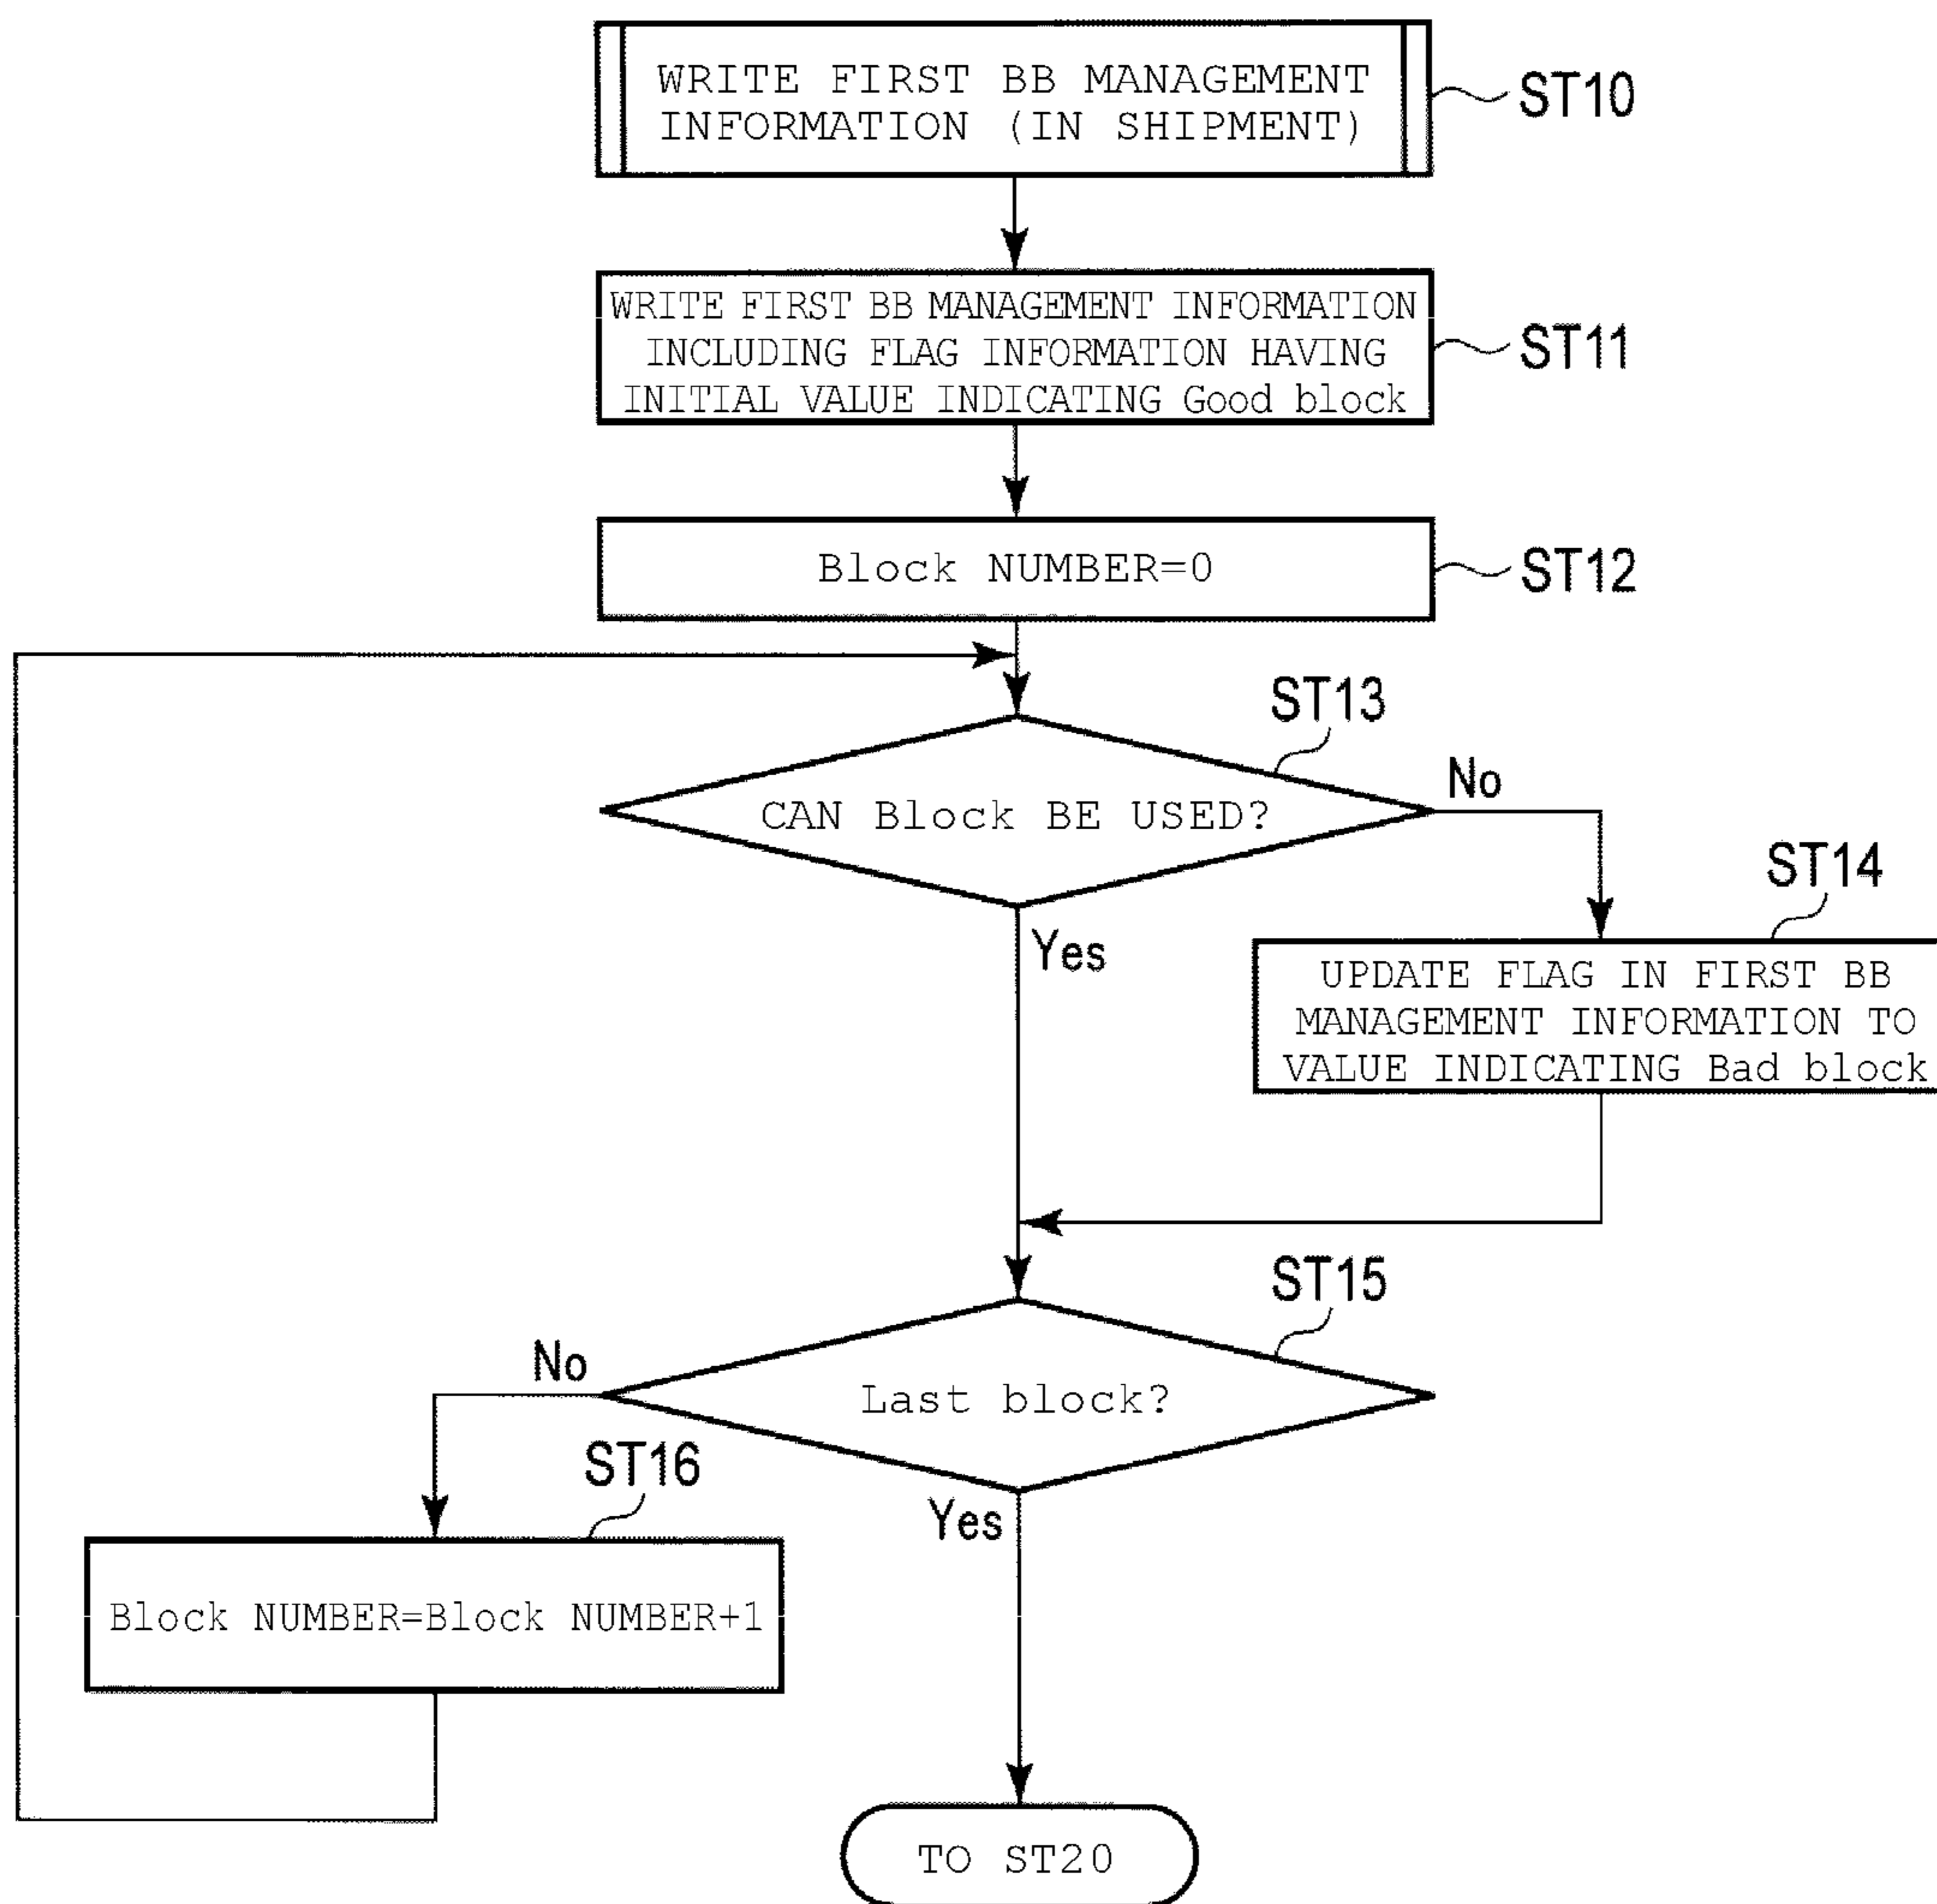 WRITE FIRST BB MANAGEMENT
INFORMATION (IN SHIPMENT)
ST10
WRITE FIRST BB MANAGEMENT INFORMATION
INCLUDING FLAG INFORMATION HAVING
INITIAL VALUE INDICATING Good block
ST11
Block NUMBER=0
ST12
ST13
CAN Block BE USED?
No
Yes
ST14
UPDATE FLAG IN FIRST BB
MANAGEMENT INFORMATION TO
VALUE INDICATING Bad block
ST15
Last block?
No
Yes
ST16
Block NUMBER=Block NUMBER+1
TO ST20